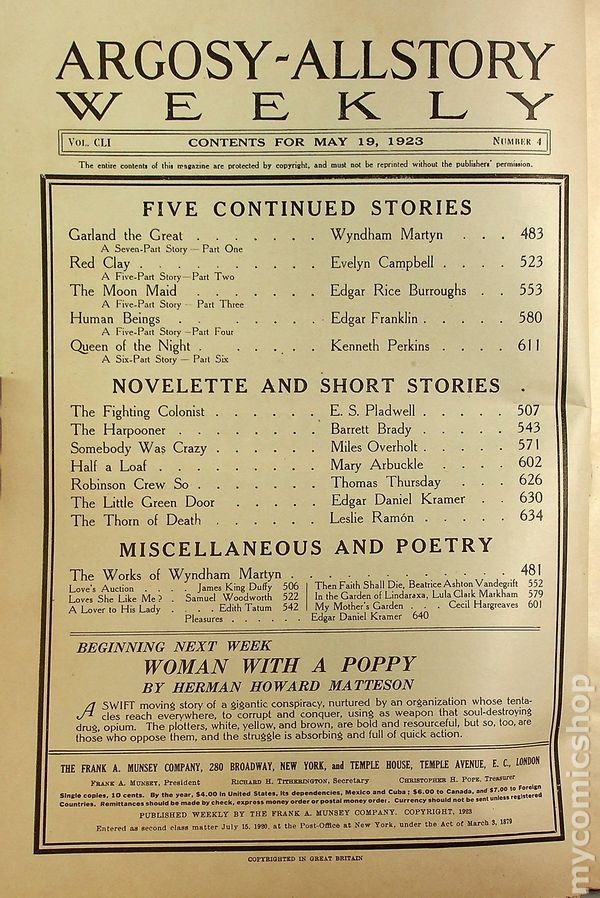 ARGOSY-ALLSTORY
WEEKLY
VOL. CLI CONTENTS FOR MAY 19, 1923 NUMBER 4
The entire contents of this magazine are protected by copyright, and must not be reprinted without the publishers' permission.
FIVE CONTINUED STORIES
Garland the Great . . . . . . . Wyndham Martyn . . . 483
A Seven-Part Story — Part One
Red Clay . . . . . . . . . Evelyn Campbell . . . . 523
A Five-Part Story — Part Two
The Moon Maid . . . . . . . Edgar Rice Burroughs . . 553
A Five-Part Story — Part Three
Human Beings . . . . . . . Edgar Franklin . . . . . 580
A Five-Part Story — Part Four
Queen of the Night . . . . . . Kenneth Perkins . . . . 611
A Six-Part Story — Part Six
NOVELETTE AND SHORT STORIES .
The Fighting Colonist . . . . . . E. S. Pladwell . . . . . 507
The Harpooner . . . . . . . Barrett Brady . . . . . 543
Somebody Was Crazy . . . . . . Miles Overholt . . . . . 571
Half a Loaf . . . . . . . . Mary Arbuckle . . . . 602
Robinson Crew So . . . . . . . Thomas Thursday . . . 626
The Little Green Door . . . . . . Edgar Daniel Kramer . . 630
The Thorn of Death . . . . . . . Leslie Ramón . . . . . 634
MISCELLANEOUS AND POETRY
The Works of Wyndham Martyn . . . . . . . . . . . . 481
Love's Auction . . . . James King Duffy 506 Then Faith Shall Die, Beatrice Ashton Vandegrift 552
Loves She Like Me? . Samuel Woodworth 522 In the Garden of Lindaraxa, Lula Clark Markham 579
A Lover to His Lady . . . . Edith Tatum 542 My Mother's Garden . . . Cecil Hargreaves 601
Pleasures . . . . . Edgar Daniel Kramer 640
BEGINNING NEXT WEEK
WOMAN WITH A POPPY
BY HERMAN HOWARD MATTESON
A SWIFT moving story of a gigantic conspiracy, nurtured by an organization whose tenta-
cles reach everywhere, to corrupt and conquer, using as weapon that soul-destroying
drug, opium. The plotters, white, yellow, and brown, are bold and resourceful, but so, too, are
those who oppose them, and the struggle is absorbing and full of quick action.
THE FRANK A. MUNSEY COMPANY, 280 BROADWAY, NEW YORK, and TEMPLE HOUSE, TEMPLE AVENUE, E. C., LONDON
FRANK A. MUNSEY, President RICHARD H. TITHERINGTON, Secretary CHRISTOPHER H. POPE, Treasurer
Single copies, 10 cents. By the year, $4.00 in United States, its dependencies, Mexico and Cuba; $6.00 to Canada, and $7.00 to Foreign
Countries. Remittances should be made by check, express money order or postal money order. Currency should not be sent unless registered
PUBLISHED WEEKLY BY THE FRANK A. MUNSEY COMPANY. COPYRIGHT, 1923
Entered as second class matter July 15, 1920, at the Post-Office at New York, under the Act of March 3, 1879
COPYRIGHTED IN GREAT BRITAIN
mycomicshop